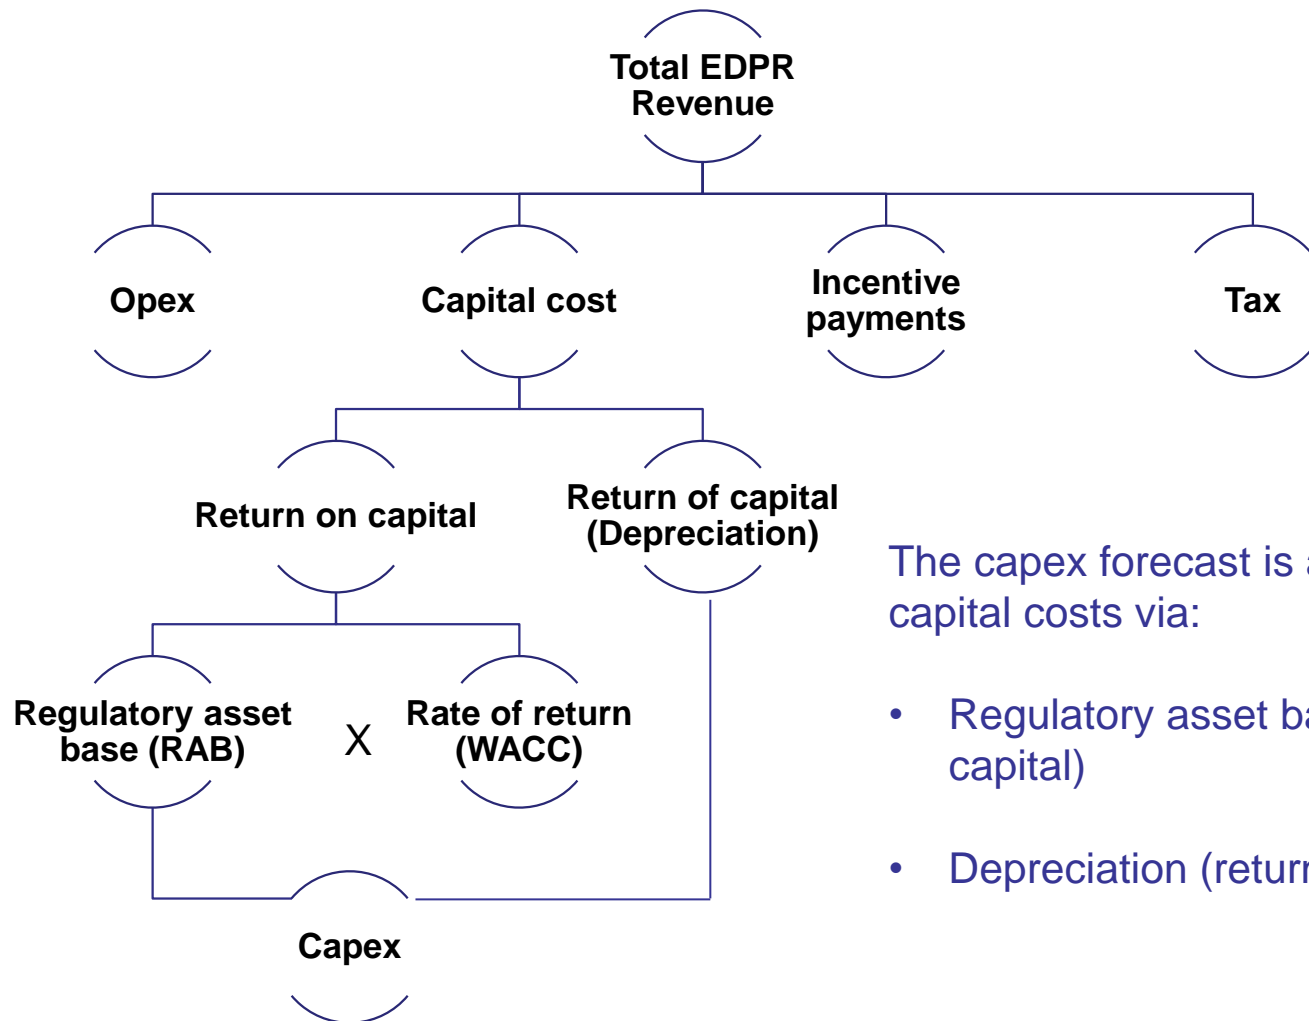 Total EDPR
Revenue
Opex
Capital cost
Incentive
payments
Tax
Return on capital
Return of capital
(Depreciation)
Regulatory asset
base (RAB)
X
Rate of return
(WACC)
Capex
The capex forecast is
capital costs via:
• Regulatory asset
capital)
• Depreciation